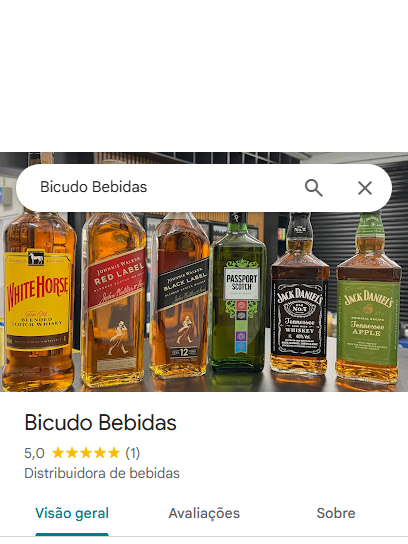 Bicudo Bebidas
WHITE HORSE
BLENDED
SCOTCH WHISKY
JOHNNIE WALKER
RED LABEL
JOHNNIE WALKER
BLACK LABEL
12
PASSPORT
SCOTCH
JACK DANIEL'S
OLD
No.7
Tennessee
WHISKEY
JACK DANIEL'S
Tennessee
APPLE
Bicudo Bebidas
5,0 ★★★★★ (1)
Distribuidora de bebidas
Visão geral Avaliações Sobre